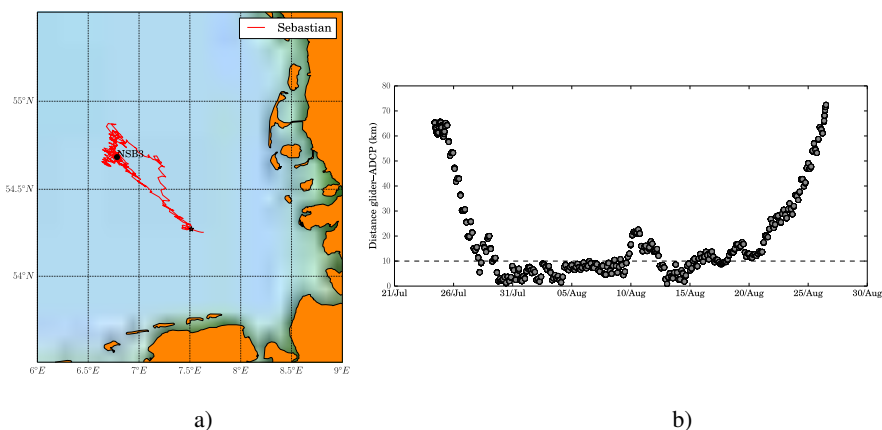 Sebastian
55°N
54.5°N
54°N
NSB3
6°E 6.5°E 7°E 7.5°E 8°E 8.5°E 9°E
a)
Distance glider–ADCP (km)
80
70
60
50
40
30
20
10
0
21/Jul 26/Jul 31/Jul 05/Aug 10/Aug 15/Aug 20/Aug 25/Aug 30/Aug
b)